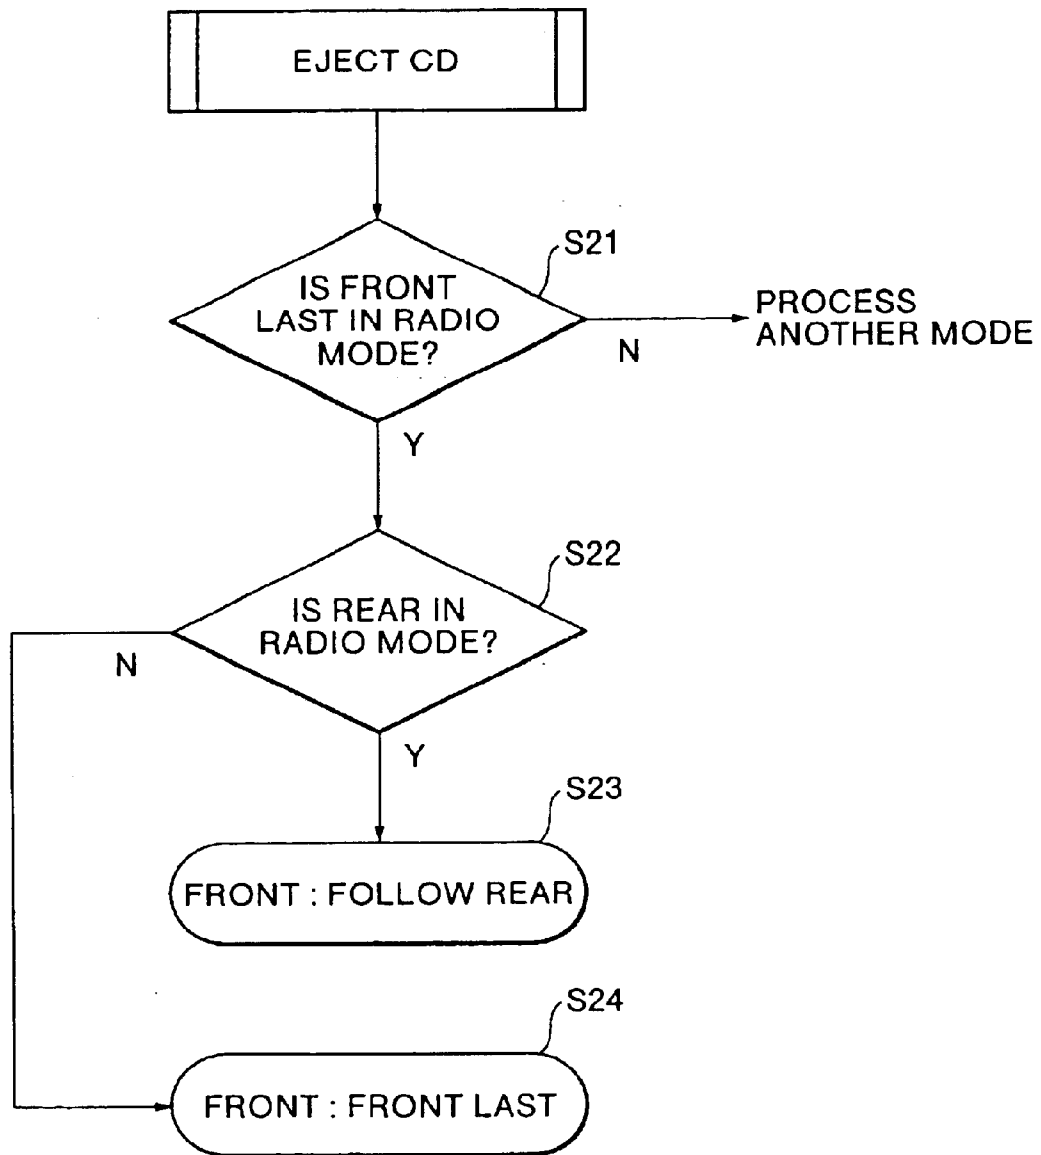 EJECT CD
S21
IS FRONT
LAST IN RADIO
MODE?
PROCESS
ANOTHER MODE
N
Y
S22
IS REAR IN
RADIO MODE?
N
Y
S23
FRONT : FOLLOW REAR
S24
FRONT : FRONT LAST